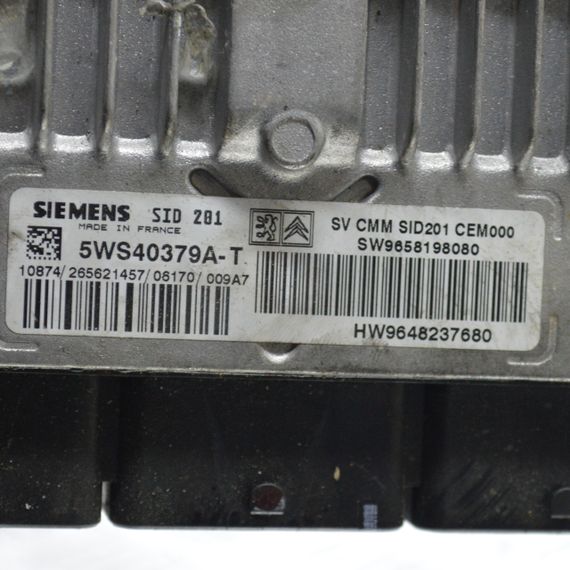 SIEMENS SID 201
MADE IN FRANCE
5WS40379A-T
10874/265621457/06170/009A7
SV CMM SID201 CEM000
SW9658198080
HW9648237680